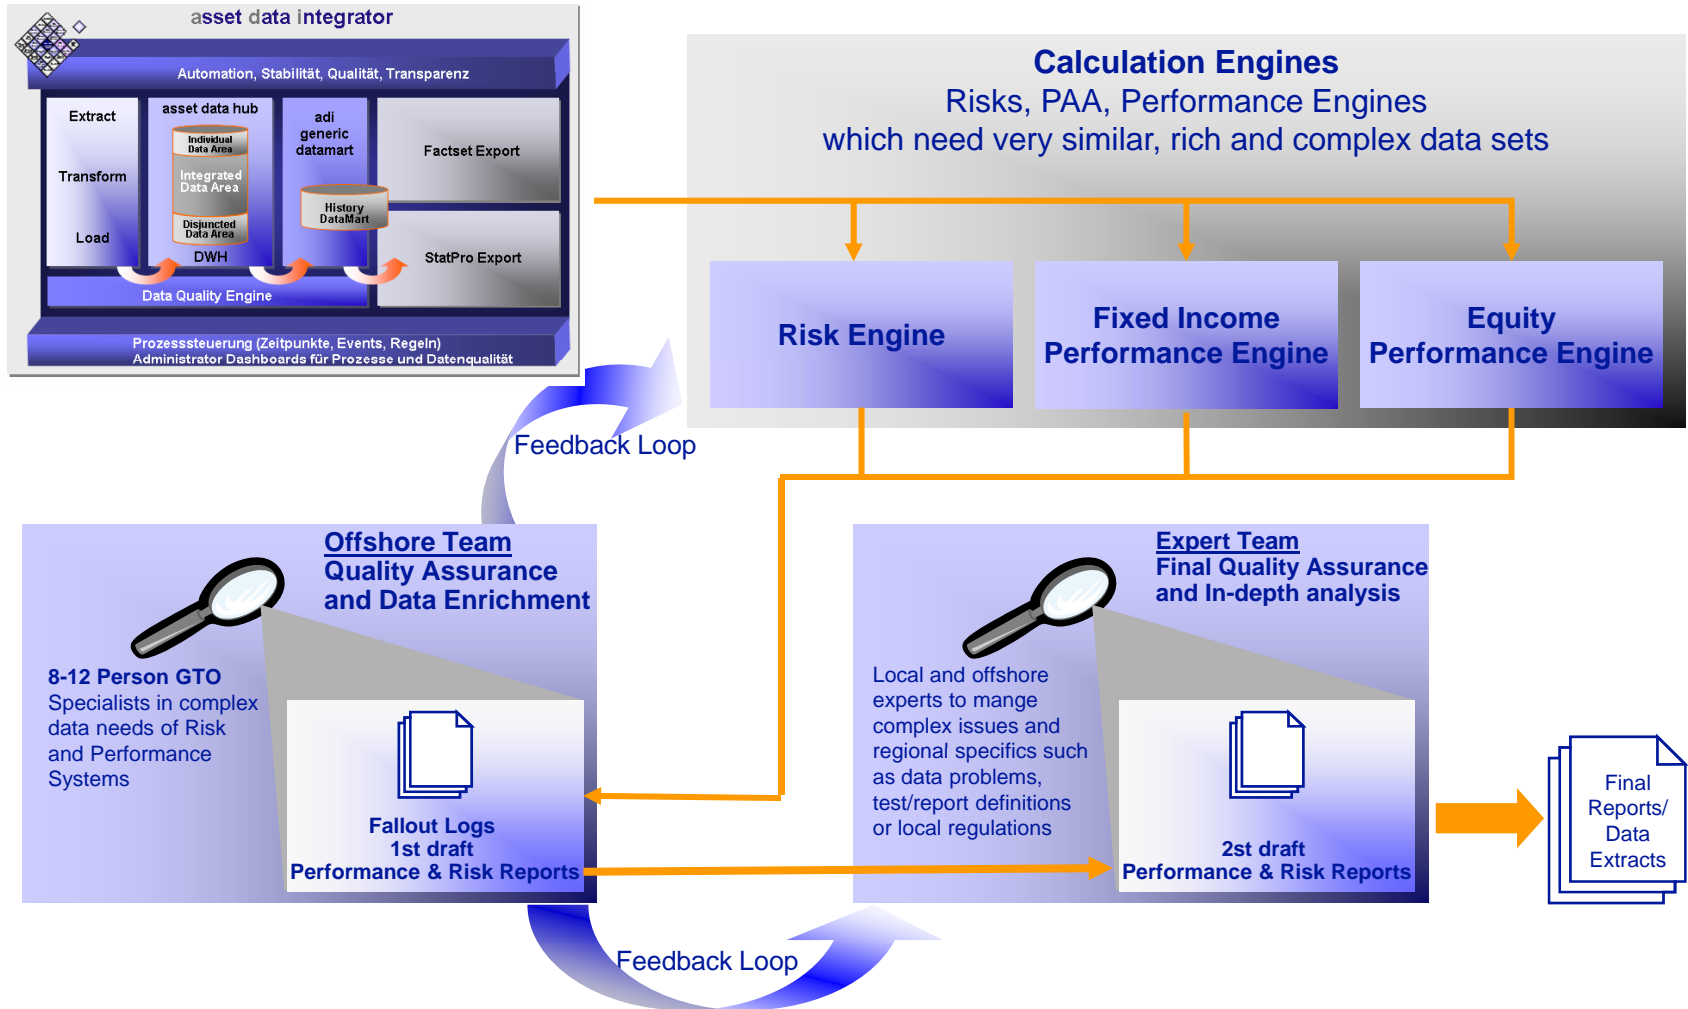 asset data integrator
Automation, Stabilität, Qualität, Transparenz
Extract
Transform
Load
asset data hub
Individual
Data Area
Integrated
Data Area
Disjuncted
Data Area
DWH
adi
generic
datamart
History
DataMart
Factset Export
StatPro Export
Data Quality Engine
Prozesssteuerung (Zeitpunkte, Events, Regeln)
Administrator Dashboards für Prozesse und Datenqualität
Calculation Engines
Risks, PAA, Performance Engines
which need very similar, rich and complex data sets
Risk Engine
Fixed Income
Performance Engine
Equity
Performance Engine
Feedback Loop
Offshore Team
Quality Assurance
and Data Enrichment
8-12 Person GTO
Specialists in complex
data needs of Risk
and Performance
Systems
Fallout Logs
1st draft
Performance & Risk Reports
Expert Team
Final Quality Assurance
and In-depth analysis
Local and offshore
experts to mange
complex issues and
regional specifics such
as data problems,
test/report definitions
or local regulations
2st draft
Performance & Risk Reports
Final
Reports/
Data
Extracts
Feedback Loop